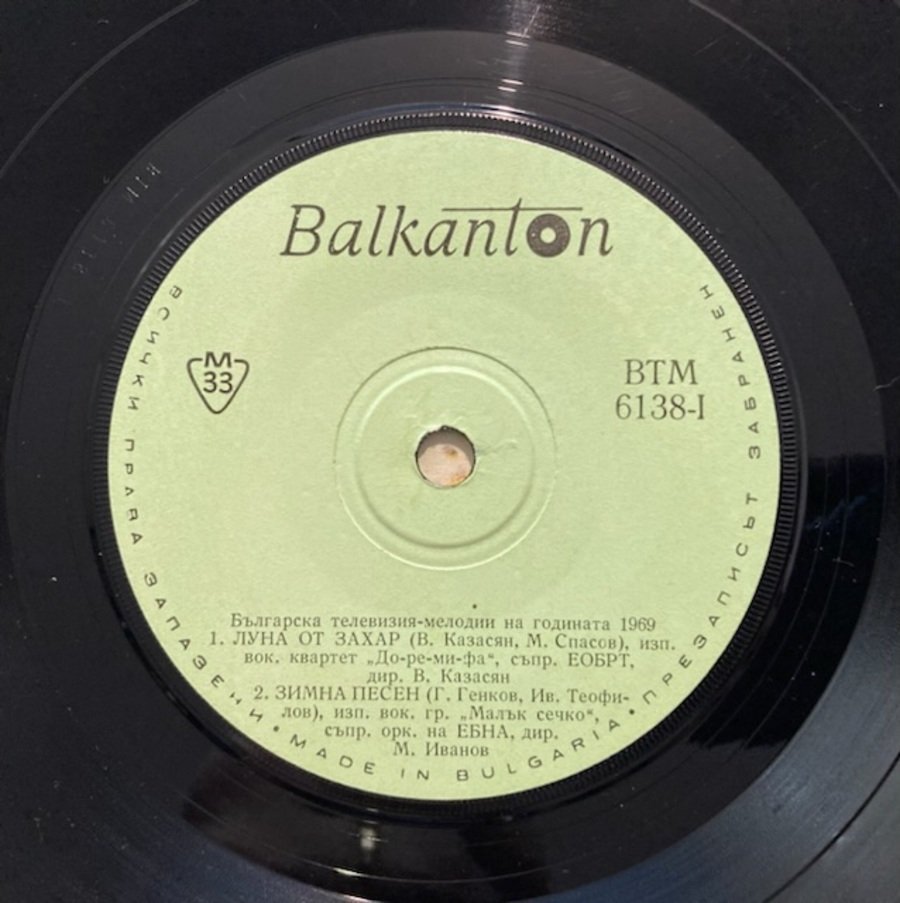 Balkanton
M
33
ВТМ
6138-I
Българска телевизия-мелодии на годината 1969
1. ЛУНА ОТ ЗАХАР (В. Казасян, М. Спасов), изп.
вок. квартет „До-ре-ми-фа“, съпр. ЕОБРТ,
дир. В. Казасян
2. ЗИМНА ПЕСЕН (Г. Генков, Ив. Теофи-
лов), изп. вок. гр. „Малък сечко“,
съпр. орк. на ЕБНА, дир.
М. Иванов
ВСИЧКИ ПРАВА ЗАПАЗЕНИ • MADE IN BULGARIA • ПРЕЗАПИСЪТ ЗАБРАНЕН